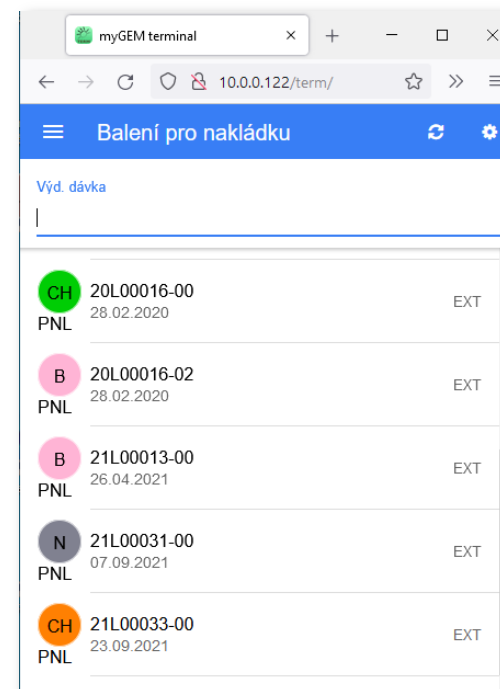 myGEM terminal
10.0.0.122/term/
Balení pro nakládku
Výd. dávka
CH 20L00016-00
PNL 28.02.2020 EXT
B 20L00016-02
PNL 28.02.2020 EXT
B 21L00013-00
PNL 26.04.2021 EXT
N 21L00031-00
PNL 07.09.2021 EXT
CH 21L00033-00
PNL 23.09.2021 EXT